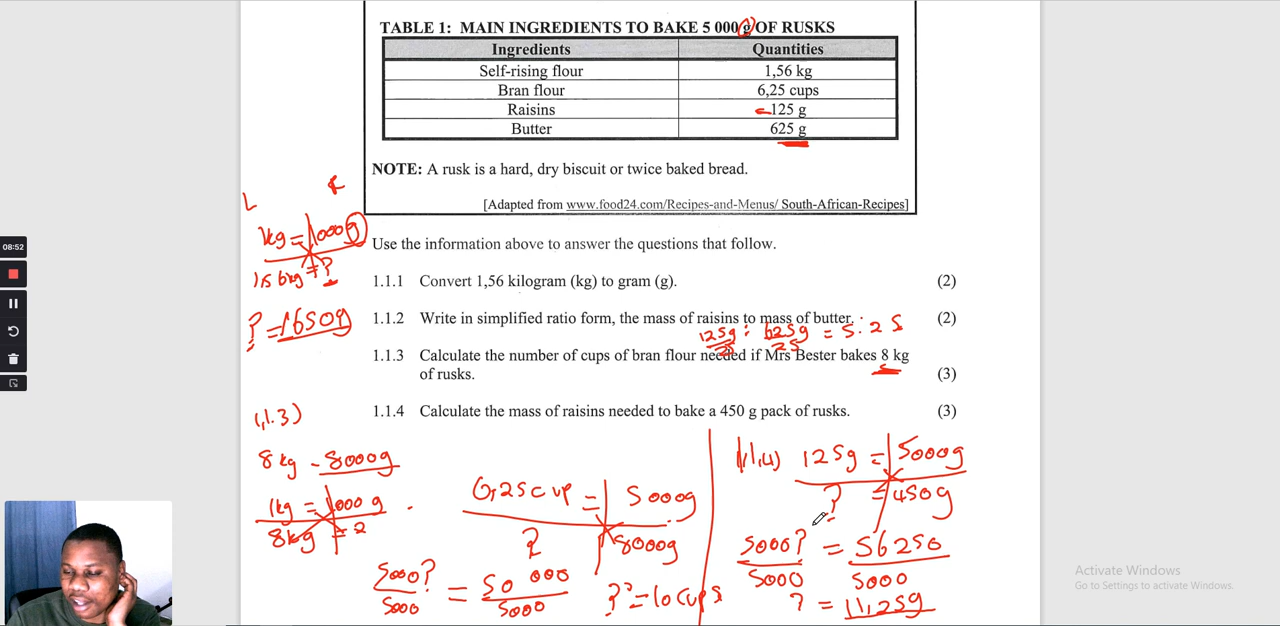 TABLE 1: MAIN INGREDIENTS TO BAKE 5 000 g OF RUSKS
Ingredients Quantities
Self-rising flour 1,56 kg
Bran flour 6,25 cups
Raisins 125 g
Butter 625 g
NOTE: A rusk is a hard, dry biscuit or twice baked bread.
[Adapted from www.food24.com/Recipes-and-Menus/ South-African-Recipes]
1kg = 1000g
1,56kg = ?
? = 1650g
Use the information above to answer the questions that follow.
1.1.1 Convert 1,56 kilogram (kg) to gram (g). (2)
1.1.2 Write in simplified ratio form, the mass of raisins to mass of butter. (2)
125g : 625g = 5:25
25 25
1.1.3 Calculate the number of cups of bran flour needed if Mrs Bester bakes 8 kg
of rusks. (3)
1.1.4 Calculate the mass of raisins needed to bake a 450 g pack of rusks. (3)
1,1.3)
8kg - 8000g
1kg = 1000g
8kg = ?
6,25cup = 5000g
? 8000g
5000? = 50 000
5000 5000
? = 10 cups
1,1,4) 125g = 5000g
? = 450g
5000? = 56250
5000 5000
? = 11,25g
08:52
Activate Windows
Go to Settings to activate Windows.